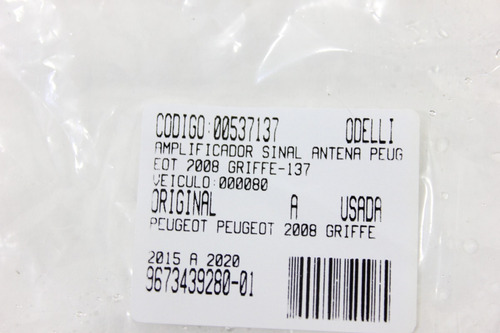 CODIGO:00537137 ODELLI
AMPLIFICADOR SINAL ANTENA PEUG
EOT 2008 GRIFFE-137
VEICULO:000080
ORIGINAL A USADA
PEUGEOT PEUGEOT 2008 GRIFFE
2015 A 2020
9673439280-01